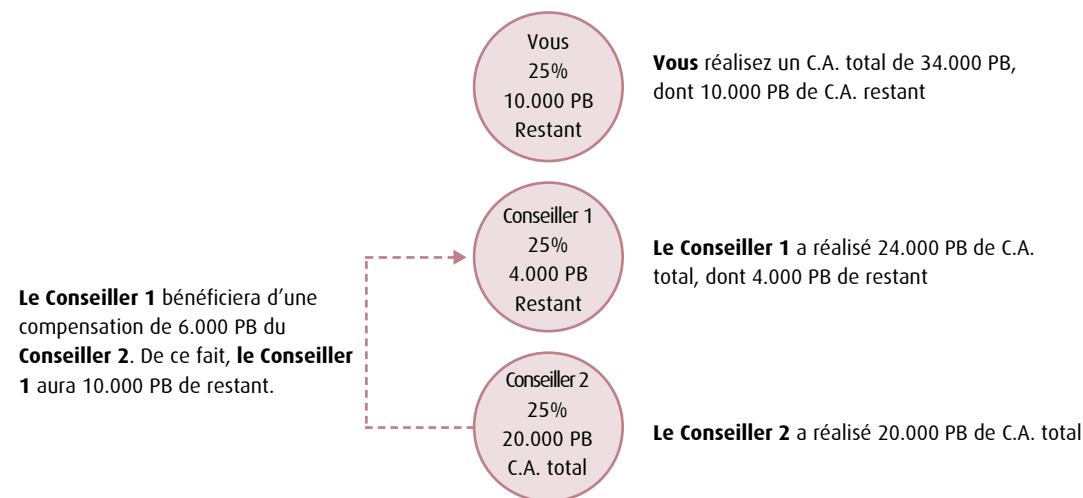 Vous
25%
10.000 PB
Restant
Vous réalisez un C.A. total de 34.000 PB,
dont 10.000 PB de C.A. restant
Conseiller 1
25%
4.000 PB
Restant
Le Conseiller 1 a réalisé 24.000 PB de C.A.
total, dont 4.000 PB de restant
Le Conseiller 1 bénéficiera d’une
compensation de 6.000 PB du
Conseiller 2. De ce fait, le Conseiller
1 aura 10.000 PB de restant.
Conseiller 2
25%
20.000 PB
C.A. total
Le Conseiller 2 a réalisé 20.000 PB de C.A. total